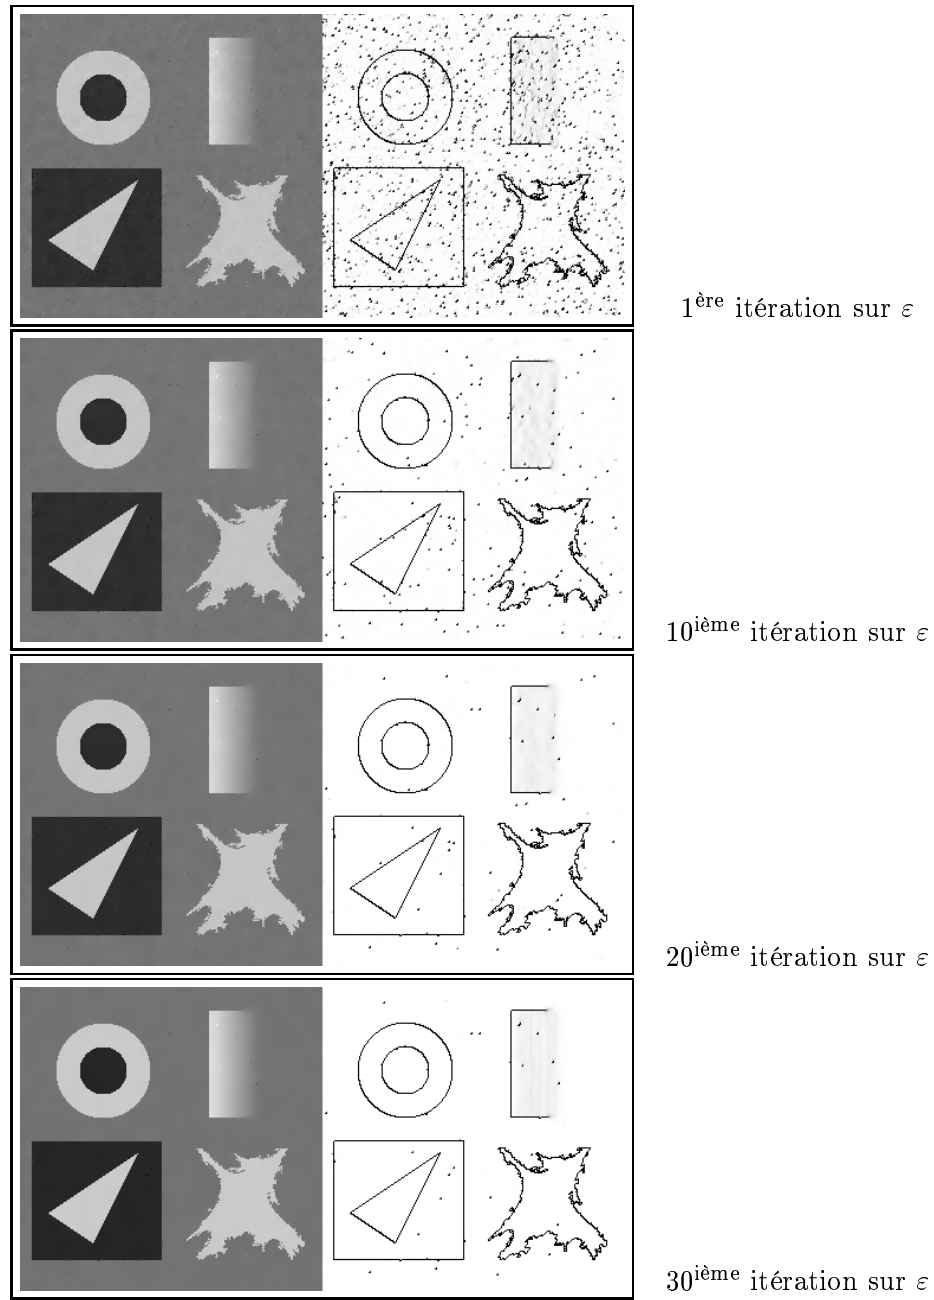 1ère itération sur ε
10ième itération sur ε
20ième itération sur ε
30ième itération sur ε